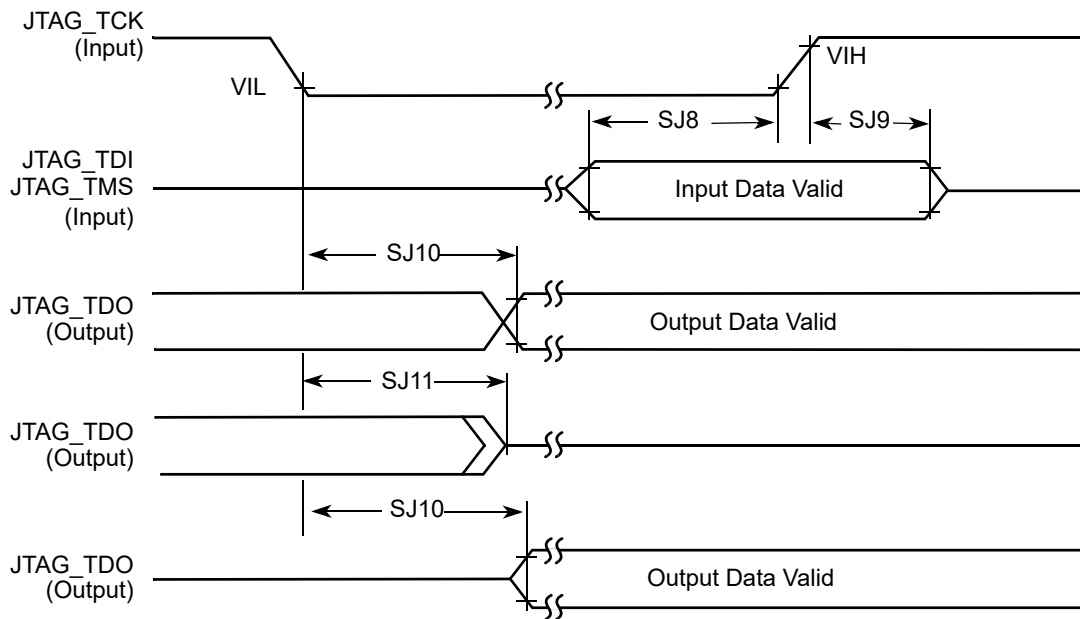 JTAG_TCK
(Input)
VIL
VIH
SJ8
SJ9
JTAG_TDI
JTAG_TMS
(Input)
Input Data Valid
SJ10
JTAG_TDO
(Output)
Output Data Valid
SJ11
JTAG_TDO
(Output)
SJ10
JTAG_TDO
(Output)
Output Data Valid